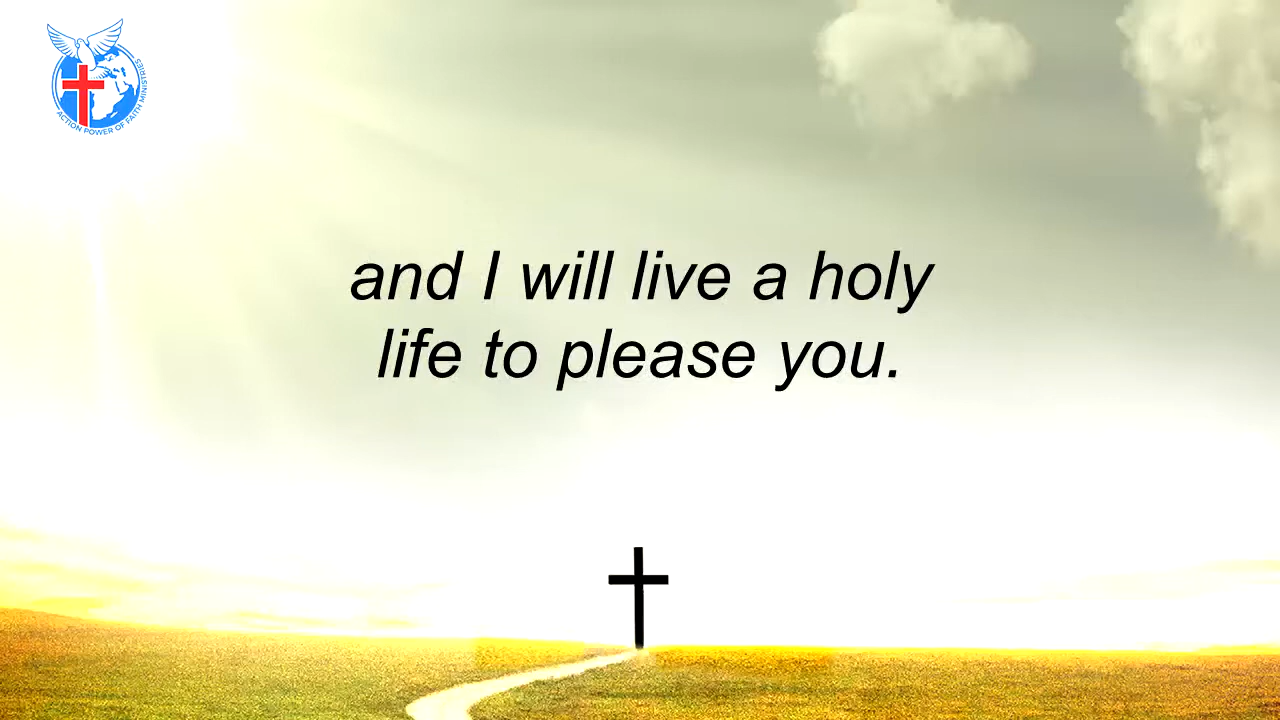 ACTION POWER OF FAITH MINISTRIES
and I will live a holy
life to please you.